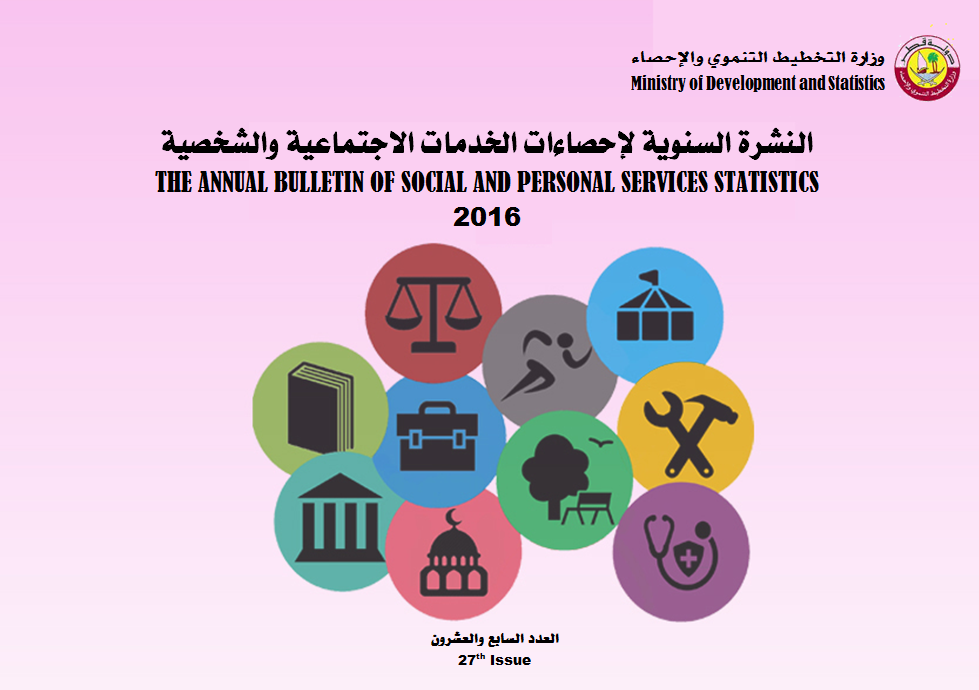 وزارة التخطيط التنموي والإحصاء
Ministry of Development and Statistics
النشرة السنوية لإحصاءات الخدمات الاجتماعية والشخصية
THE ANNUAL BULLETIN OF SOCIAL AND PERSONAL SERVICES STATISTICS
2016
العدد السابع والعشرون
27th Issue